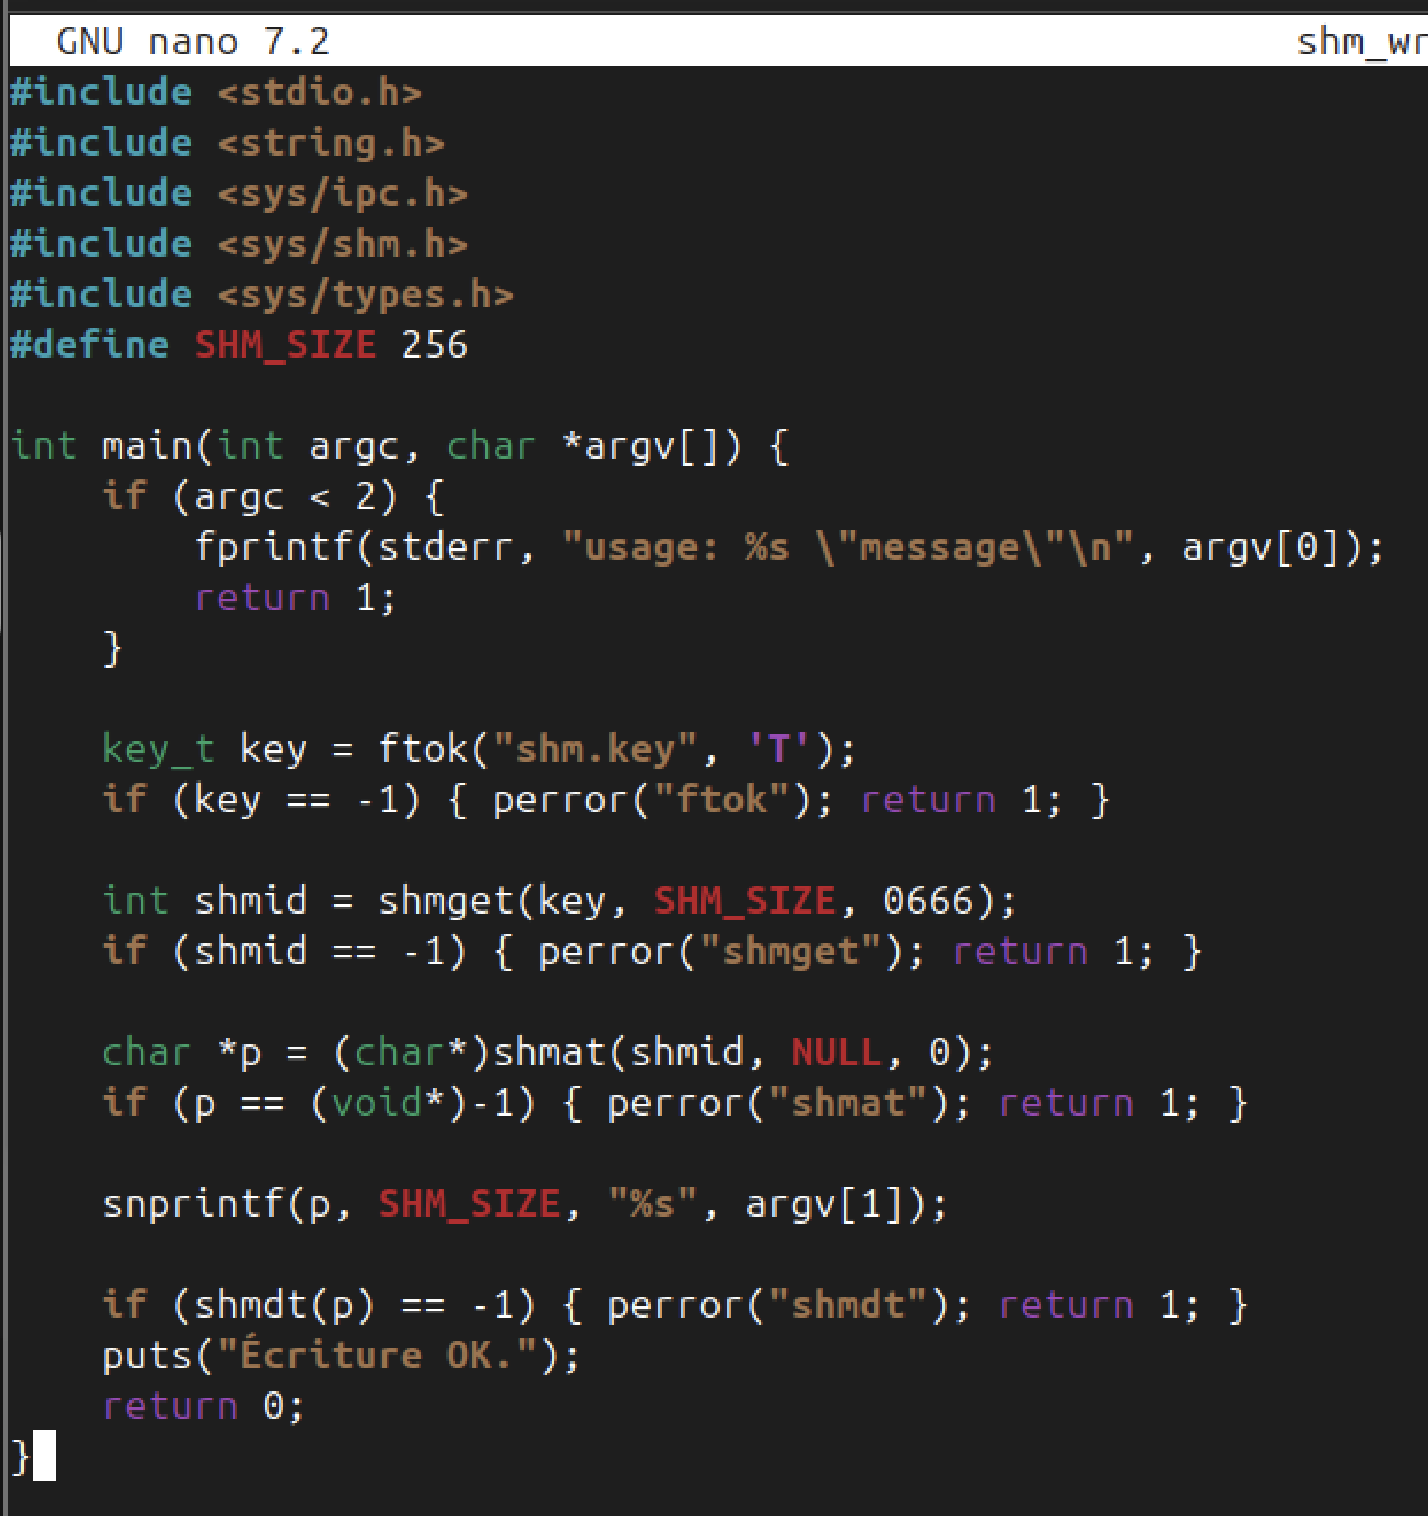 GNU nano 7.2 shm_wr
#include <stdio.h>
#include <string.h>
#include <sys/ipc.h>
#include <sys/shm.h>
#include <sys/types.h>
#define SHM_SIZE 256

int main(int argc, char *argv[]) {
    if (argc < 2) {
        fprintf(stderr, "usage: %s \"message\"\n", argv[0]);
        return 1;
    }

    key_t key = ftok("shm.key", 'T');
    if (key == -1) { perror("ftok"); return 1; }

    int shmid = shmget(key, SHM_SIZE, 0666);
    if (shmid == -1) { perror("shmget"); return 1; }

    char *p = (char*)shmat(shmid, NULL, 0);
    if (p == (void*)-1) { perror("shmat"); return 1; }

    snprintf(p, SHM_SIZE, "%s", argv[1]);

    if (shmdt(p) == -1) { perror("shmdt"); return 1; }
    puts("Écriture OK.");
    return 0;
}